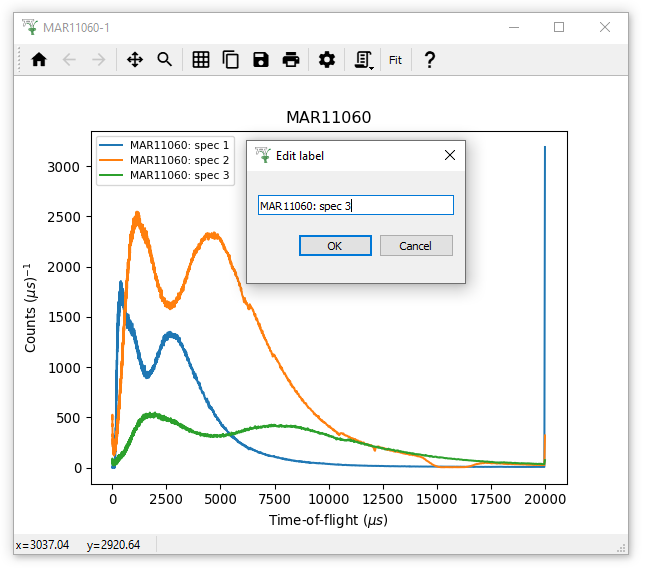 MAR11060-1
Fit ?
MAR11060
MAR11060: spec 1
MAR11060: spec 2
MAR11060: spec 3
Edit label
MAR11060: spec 3
OK Cancel
Counts (μs)⁻¹
3000
2500
2000
1500
1000
500
0
0 2500 5000 7500 10000 12500 15000 17500 20000
Time-of-flight (μs)
x=3037.04 y=2920.64